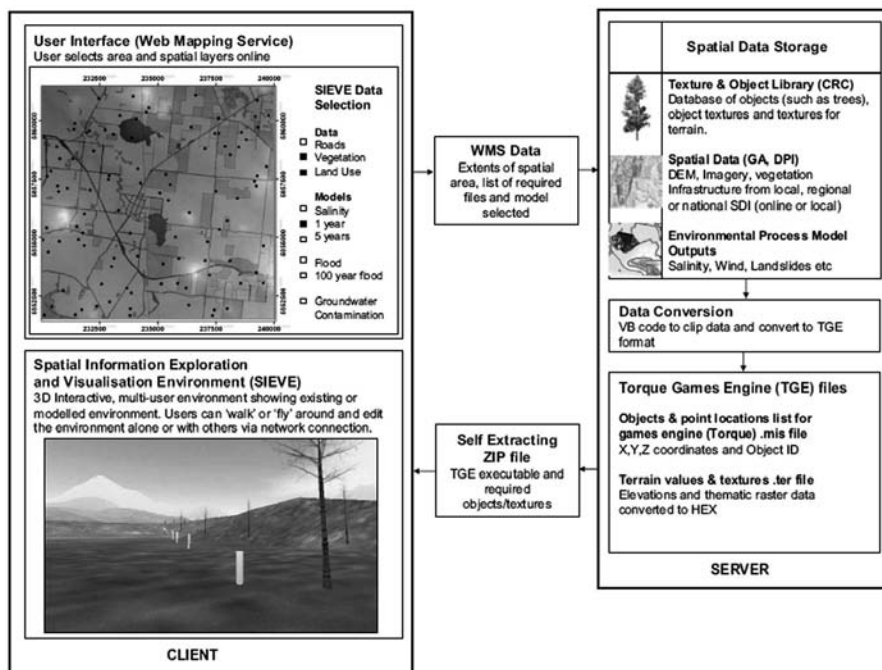 User Interface (Web Mapping Service)
User selects area and spatial layers online
232500 235000 237500 240000
SIEVE Data
Selection
Data
Roads
Vegetation
Land Use
Models
Salinity
1 year
5 years
Flood
100 year flood
Groundwater
Contamination
232500 235000 237500 240000
Spatial Information Exploration
and Visualisation Environment (SIEVE)
3D Interactive, multi-user environment showing existing or
modelled environment. Users can ‘walk’ or ‘fly’ around and edit
the environment alone or with others via network connection.
CLIENT
WMS Data
Extents of spatial
area, list of required
files and model
selected
Self Extracting
ZIP file
TGE executable and
required
objects/textures
Spatial Data Storage
Texture & Object Library (CRC)
Database of objects (such as trees),
object textures and textures for
terrain.
Spatial Data (GA, DPI)
DEM, Imagery, vegetation
Infrastructure from local, regional
or national SDI (online or local)
Environmental Process Model
Outputs
Salinity, Wind, Landslides etc
Data Conversion
VB code to clip data and convert to TGE
format
Torque Games Engine (TGE) files
Objects & point locations list for
games engine (Torque) .mis file
X,Y,Z coordinates and Object ID
Terrain values & textures .ter file
Elevations and thematic raster data
converted to HEX
SERVER